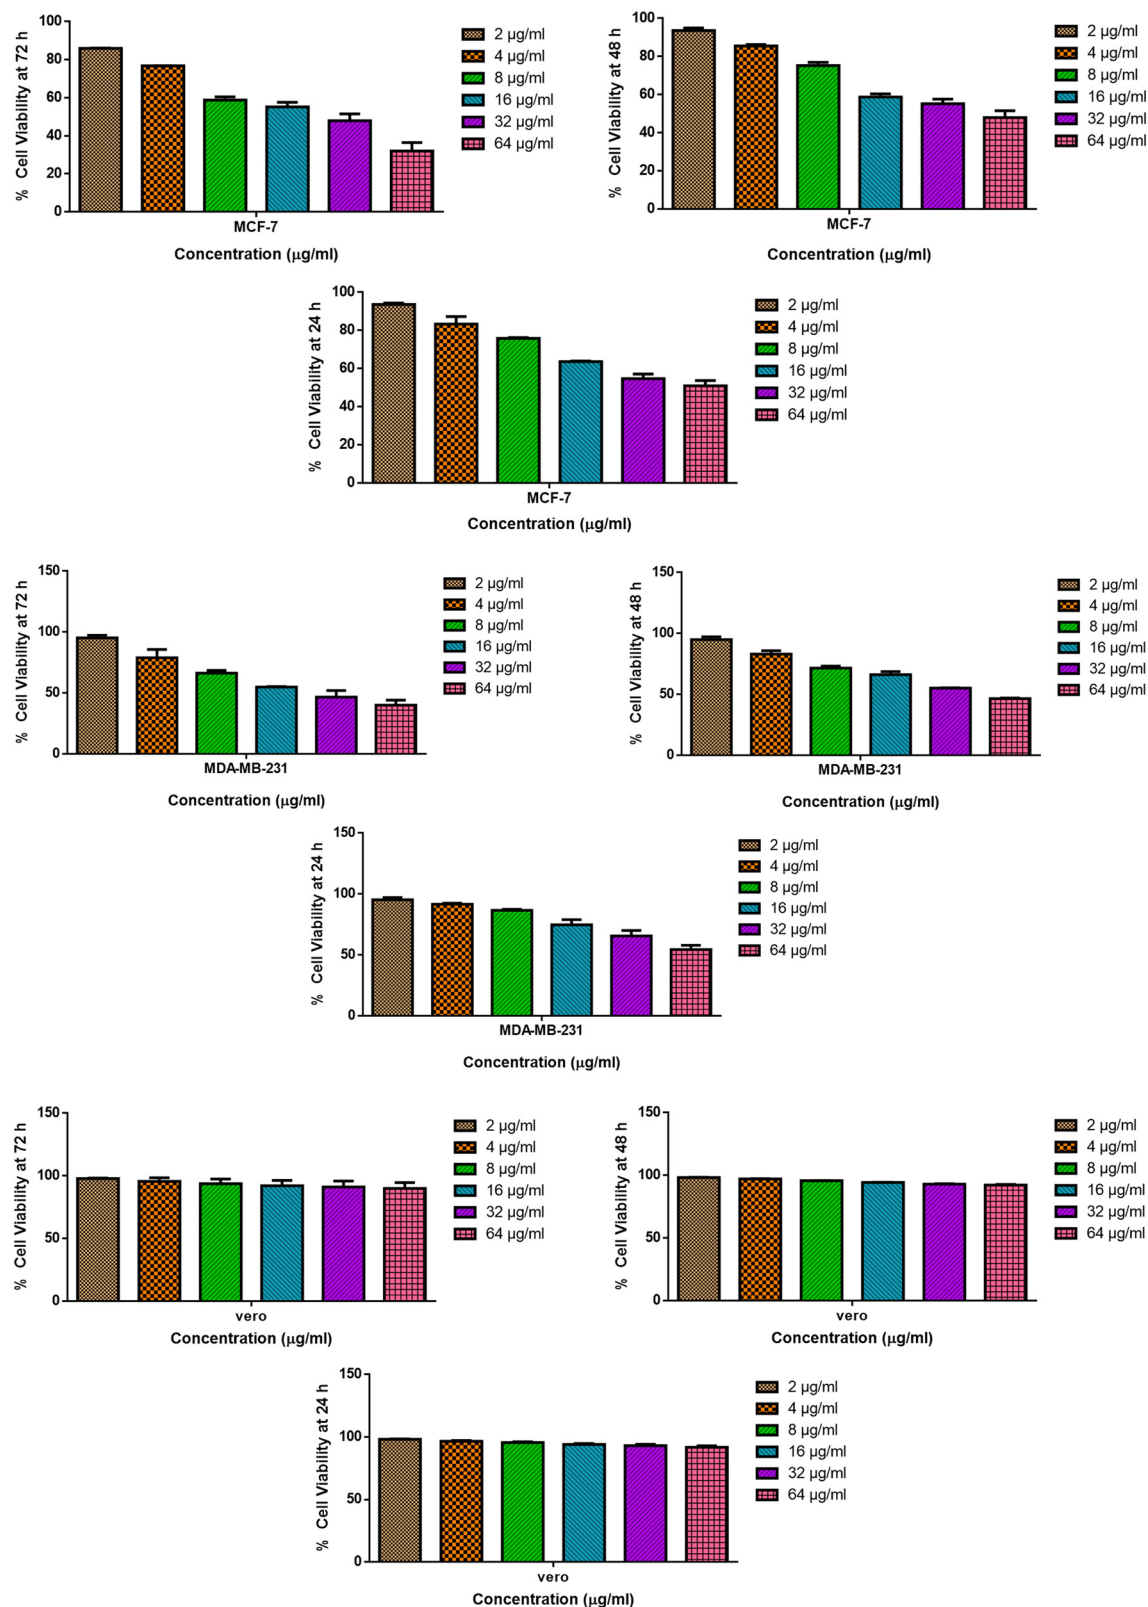 % Cell Viability at 72 h
100
80
60
40
20
0
MCF-7
Concentration (μg/ml)
2 μg/ml
4 μg/ml
8 μg/ml
16 μg/ml
32 μg/ml
64 μg/ml
% Cell Viability at 48 h
100
80
60
40
20
0
MCF-7
Concentration (μg/ml)
2 μg/ml
4 μg/ml
8 μg/ml
16 μg/ml
32 μg/ml
64 μg/ml
% Cell Viability at 24 h
100
80
60
40
20
0
MCF-7
Concentration (μg/ml)
2 μg/ml
4 μg/ml
8 μg/ml
16 μg/ml
32 μg/ml
64 μg/ml
% Cell Viability at 72 h
150
100
50
0
MDA-MB-231
Concentration (μg/ml)
2 μg/ml
4 μg/ml
8 μg/ml
16 μg/ml
32 μg/ml
64 μg/ml
% Cell Viability at 48 h
150
100
50
0
MDA-MB-231
Concentration (μg/ml)
2 μg/ml
4 μg/ml
8 μg/ml
16 μg/ml
32 μg/ml
64 μg/ml
% Cell Viability at 24 h
150
100
50
0
MDA-MB-231
Concentration (μg/ml)
2 μg/ml
4 μg/ml
8 μg/ml
16 μg/ml
32 μg/ml
64 μg/ml
% Cell Viability at 72 h
150
100
50
0
vero
Concentration (μg/ml)
2 μg/ml
4 μg/ml
8 μg/ml
16 μg/ml
32 μg/ml
64 μg/ml
% Cell Viability at 48 h
150
100
50
0
vero
Concentration (μg/ml)
2 μg/ml
4 μg/ml
8 μg/ml
16 μg/ml
32 μg/ml
64 μg/ml
% Cell Viability at 24 h
150
100
50
0
vero
Concentration (μg/ml)
2 μg/ml
4 μg/ml
8 μg/ml
16 μg/ml
32 μg/ml
64 μg/ml